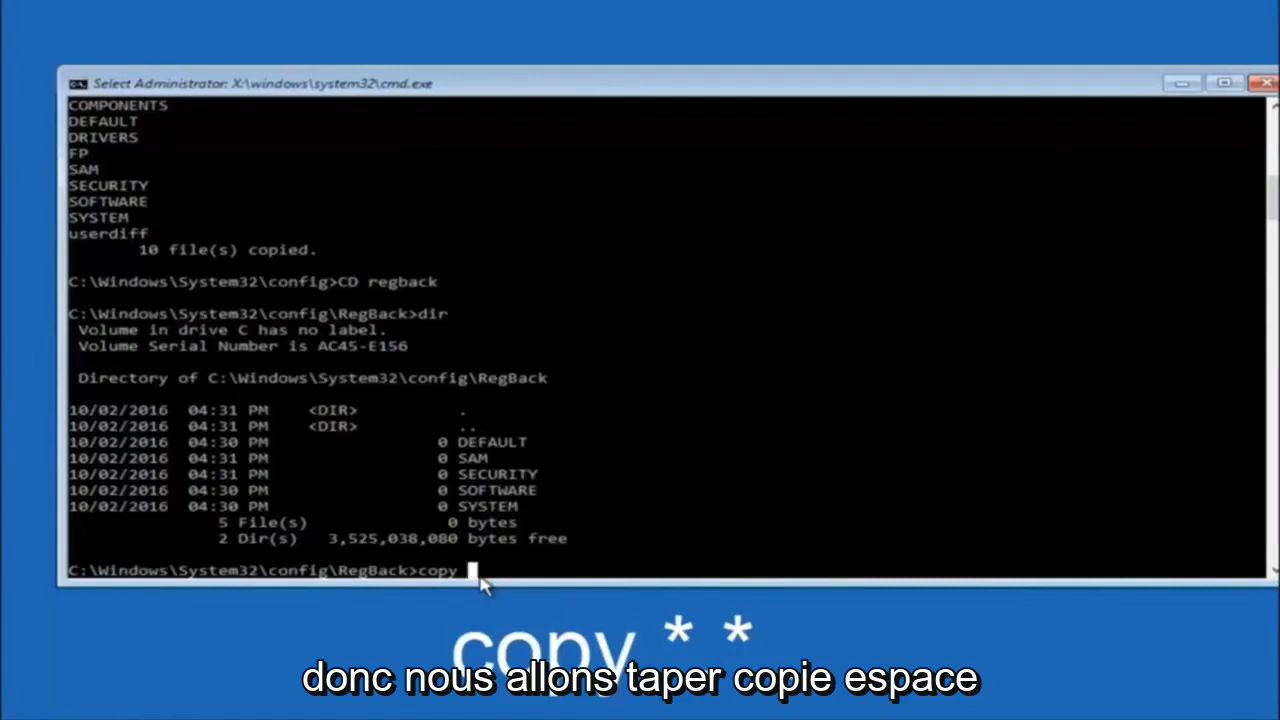 Select Administrator: X:\windows\system32\cmd.exe
COMPONENTS
DEFAULT
DRIVERS
FP
SAM
SECURITY
SOFTWARE
SYSTEM
userdiff
10 file(s) copied.
C:\Windows\System32\config>CD regback
C:\Windows\System32\config\RegBack>dir
Volume in drive C has no label.
Volume Serial Number is AC45-E156
Directory of C:\Windows\System32\config\RegBack
10/02/2016 04:31 PM <DIR> .
10/02/2016 04:31 PM <DIR> ..
10/02/2016 04:30 PM 0 DEFAULT
10/02/2016 04:31 PM 0 SAM
10/02/2016 04:31 PM 0 SECURITY
10/02/2016 04:30 PM 0 SOFTWARE
10/02/2016 04:30 PM 0 SYSTEM
5 File(s) 0 bytes
2 Dir(s) 3,525,038,080 bytes free
C:\Windows\System32\config\RegBack>copy
copy * *
donc nous allons taper copie espace